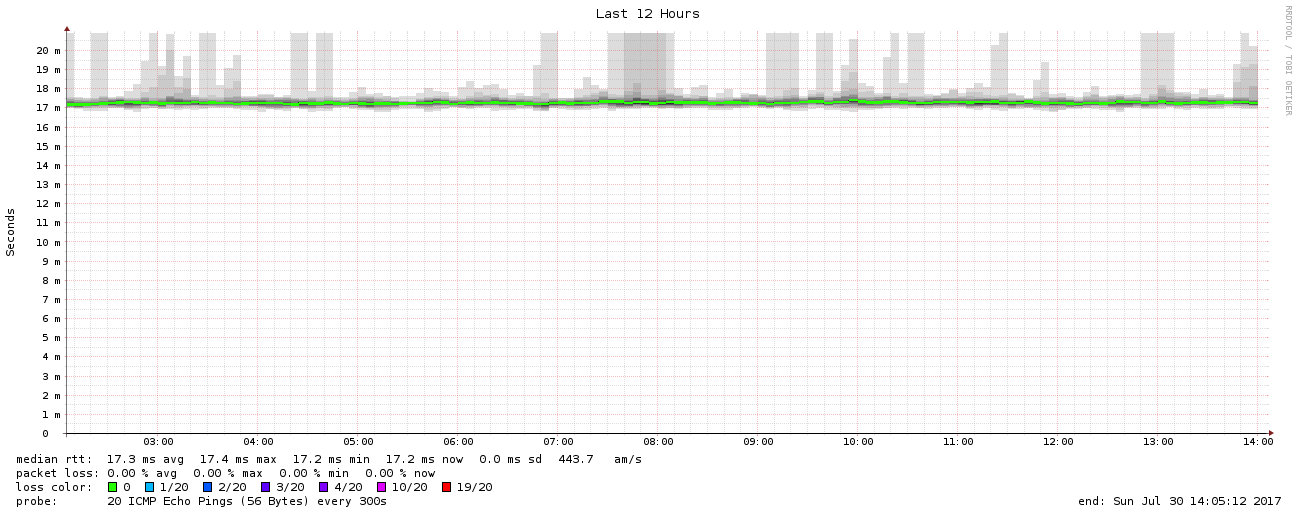 Last 12 Hours
RRDTOOL / TOBI OETIKER
Seconds
20 m
19 m
18 m
17 m
16 m
15 m
14 m
13 m
12 m
11 m
10 m
9 m
8 m
7 m
6 m
5 m
4 m
3 m
2 m
1 m
0
03:00 04:00 05:00 06:00 07:00 08:00 09:00 10:00 11:00 12:00 13:00 14:00
median rtt: 17.3 ms avg 17.4 ms max 17.2 ms min 17.2 ms now 0.0 ms sd 443.7 am/s
packet loss: 0.00 % avg 0.00 % max 0.00 % min 0.00 % now
loss color: 0 1/20 2/20 3/20 4/20 10/20 19/20
probe: 20 ICMP Echo Pings (56 Bytes) every 300s end: Sun Jul 30 14:05:12 2017